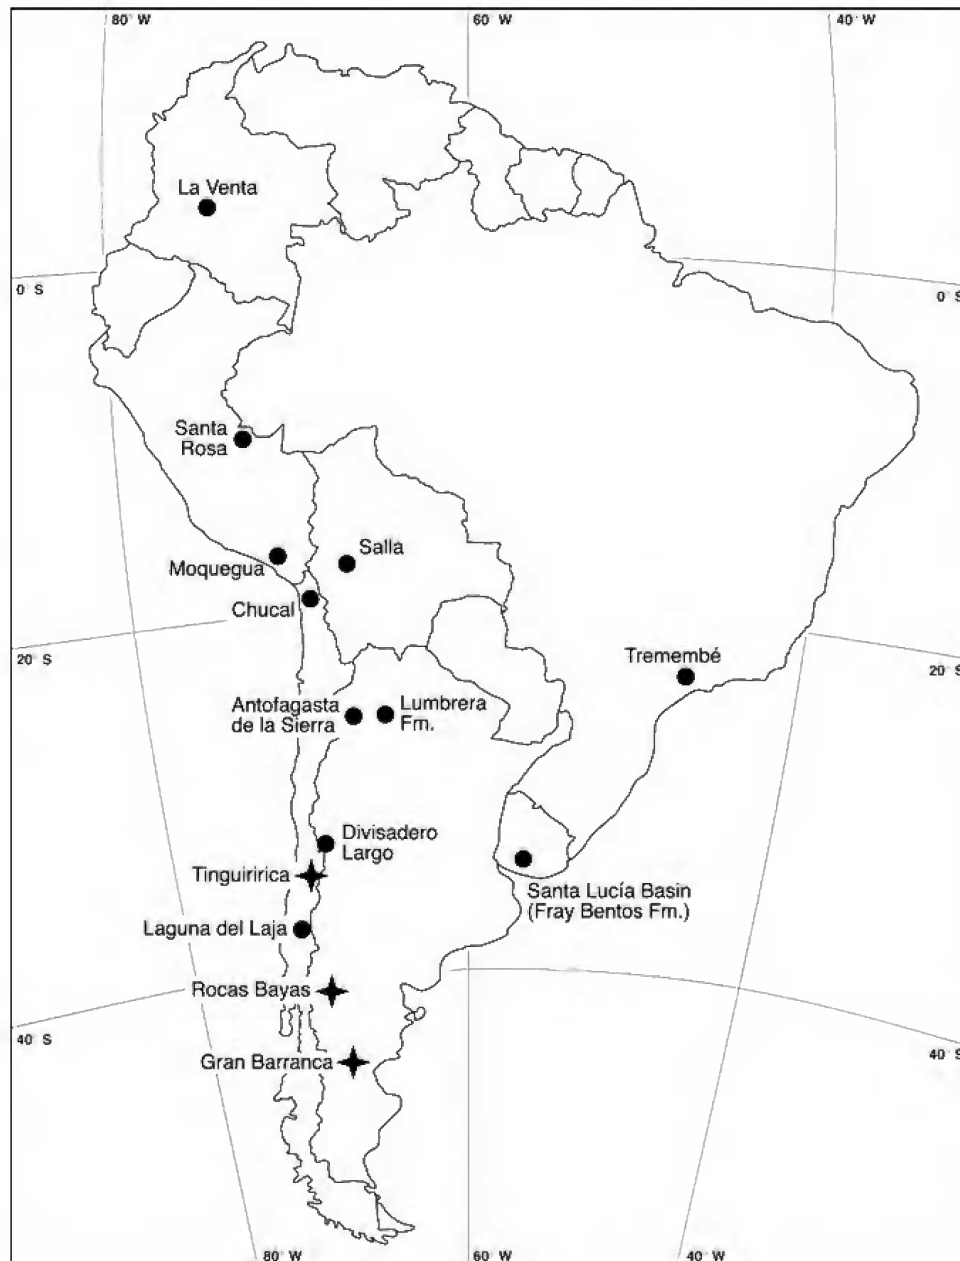 80° W
60° W
40° W
La Venta
0° S
0° S
Santa
Rosa
Salla
Moquegua
Chucal
20° S
Tremembé
20° S
Antofagasta
de la Sierra
Lumbrera
Fm.
Divisadero
Largo
Tinguiririca
Santa Lucía Basin
(Fray Bentos Fm.)
Laguna del Laja
Rocas Bayas
40° S
40° S
Gran Barranca
80° W
60° W
40° W